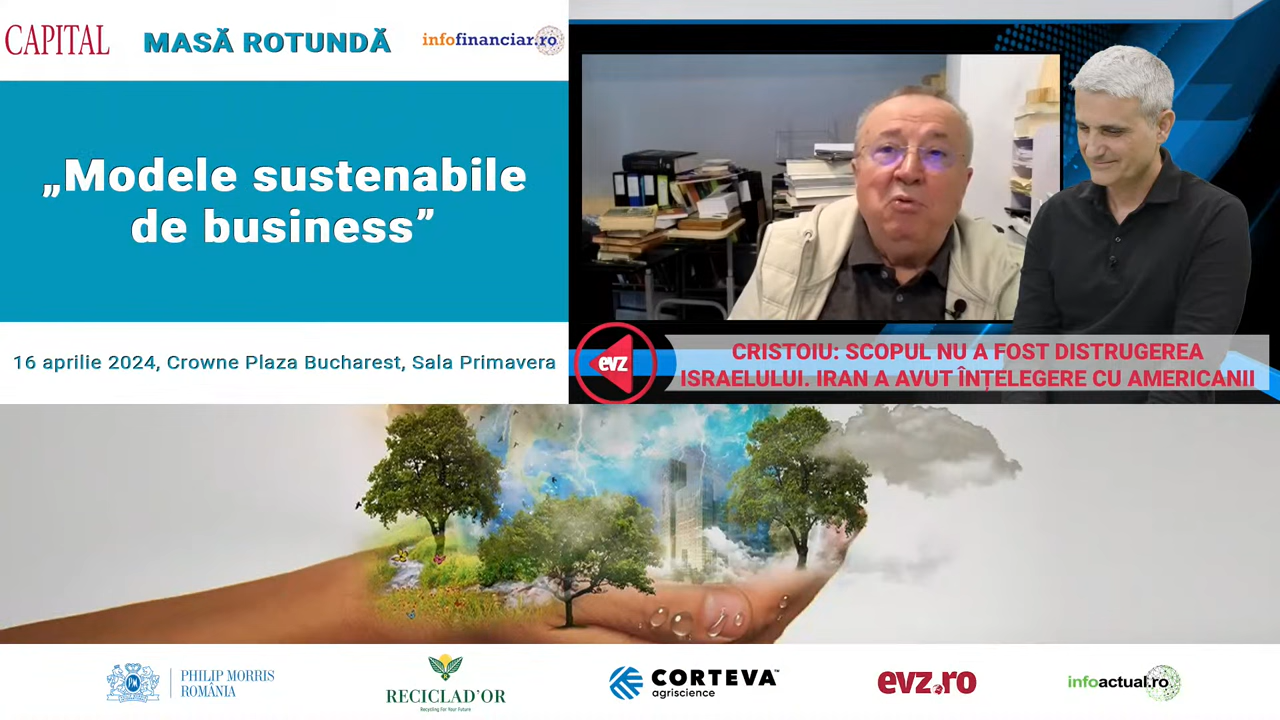 CAPITAL
MASĂ ROTUNDĂ
infofinanciar.ro
„Modele sustenabile
de business”
16 aprilie 2024, Crowne Plaza Bucharest, Sala Primavera
evz
CRISTOIU: SCOPUL NU A FOST DISTRUGEREA
ISRAELULUI. IRAN A AVUT ÎNȚELEGERE CU AMERICANII
PHILIP MORRIS
ROMÂNIA
RECICLAD'OR
Recycling For Your Future
CORTEVA™
agriscience
evz.ro
infoactual.ro